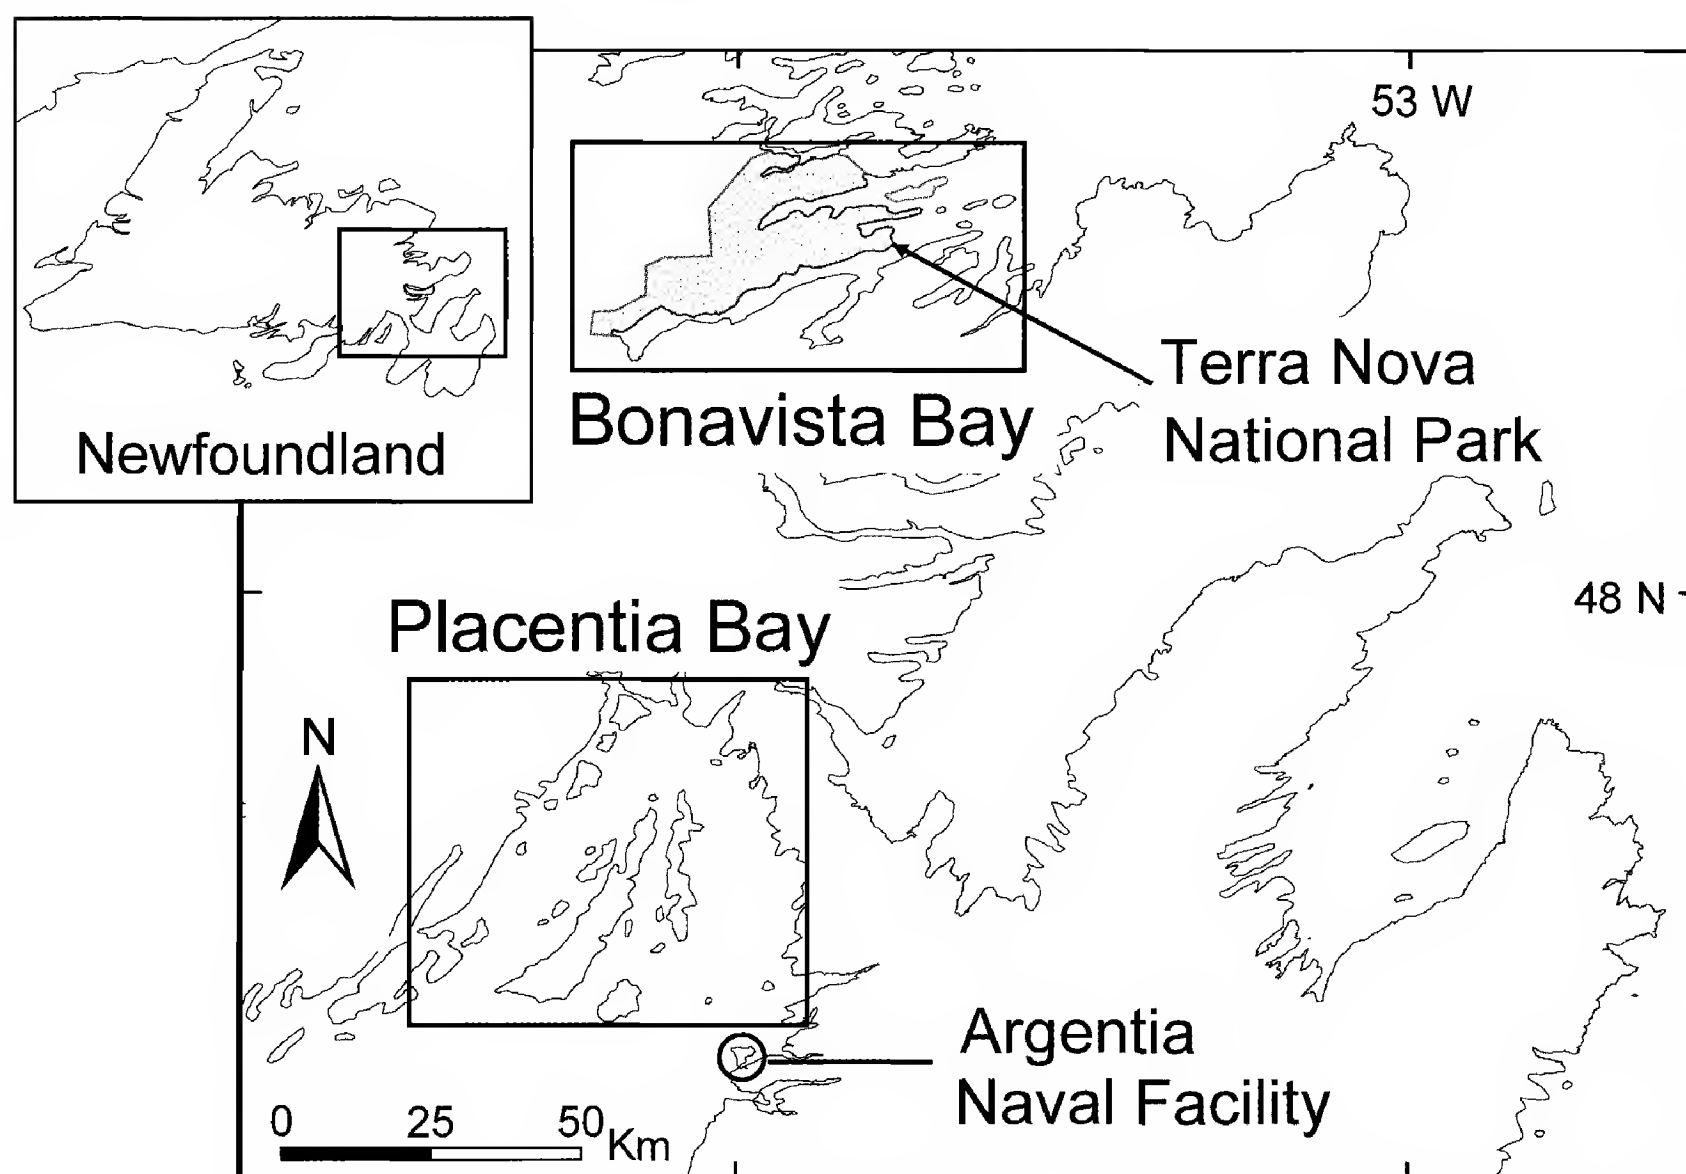 53 W
Newfoundland
Terra Nova
National Park
Bonavista Bay
48 N
Placentia Bay
N
Argentia
Naval Facility
0 25 50 Km